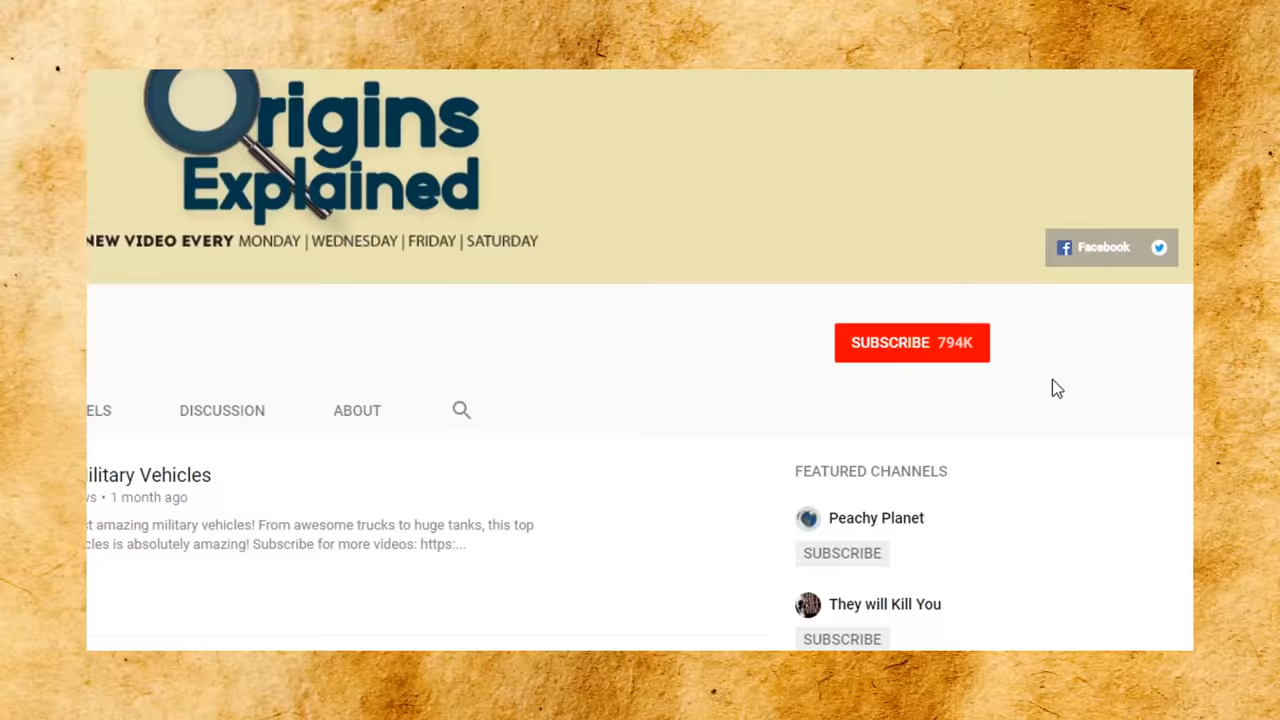 Origins
Explained
NEW VIDEO EVERY MONDAY | WEDNESDAY | FRIDAY | SATURDAY
Facebook
SUBSCRIBE 794K
ELS DISCUSSION ABOUT
ilitary Vehicles
ws • 1 month ago
st amazing military vehicles! From awesome trucks to huge tanks, this top
cles is absolutely amazing! Subscribe for more videos: https:...
FEATURED CHANNELS
Peachy Planet
SUBSCRIBE
They will Kill You
SUBSCRIBE